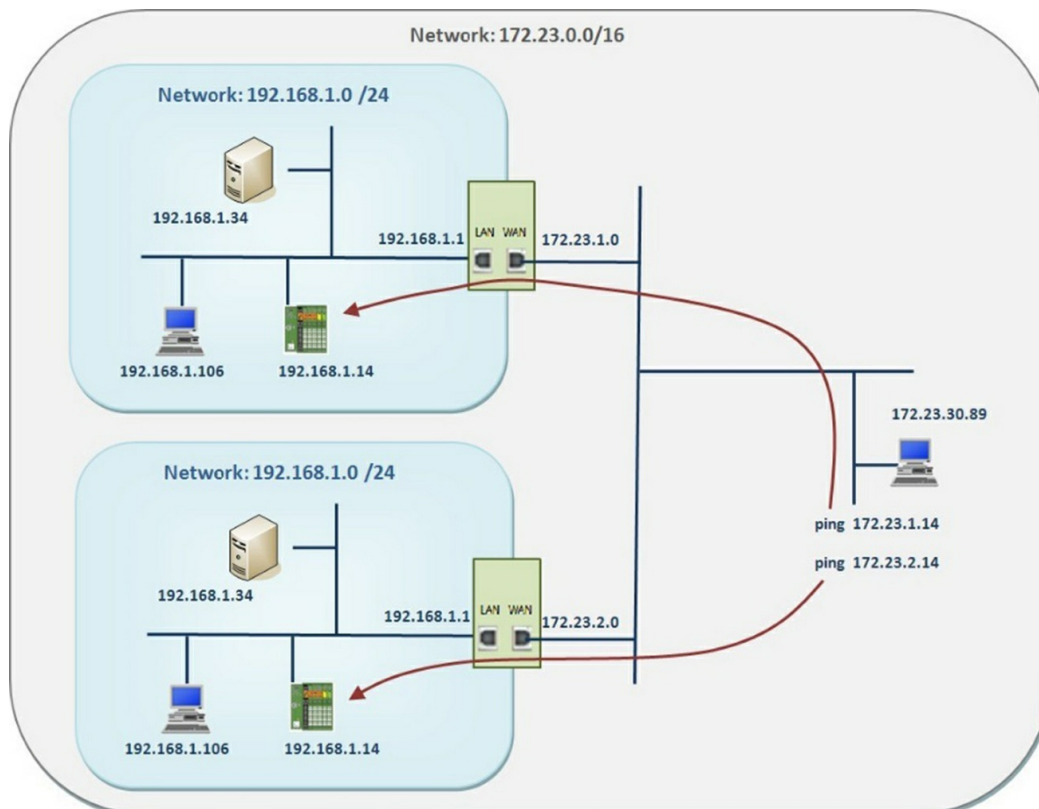 Network: 172.23.0.0/16
Network: 192.168.1.0 /24
192.168.1.34
192.168.1.1
LAN WAN
172.23.1.0
192.168.1.106
192.168.1.14
172.23.30.89
ping 172.23.1.14
ping 172.23.2.14
Network: 192.168.1.0 /24
192.168.1.34
192.168.1.1
LAN WAN
172.23.2.0
192.168.1.106
192.168.1.14